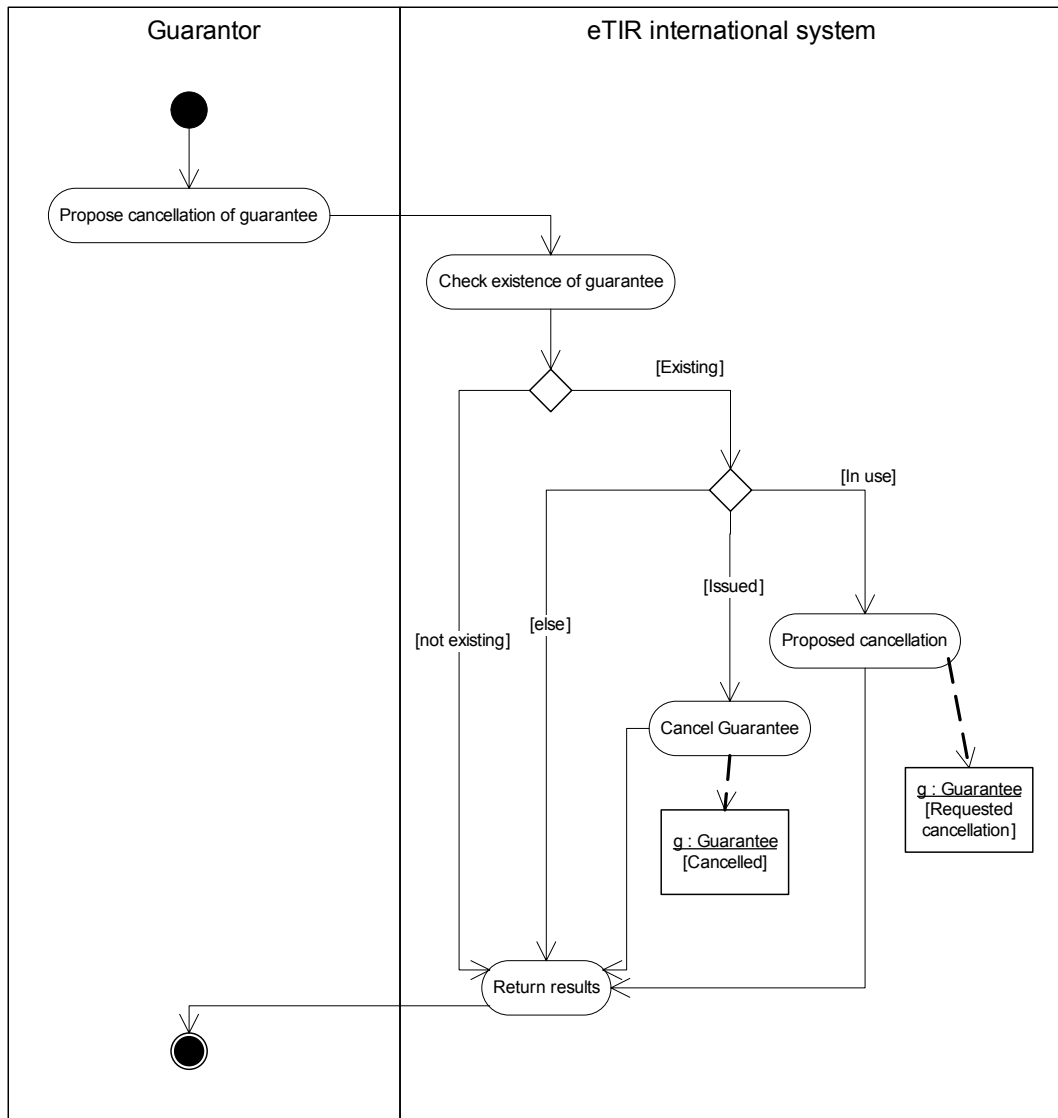 Guarantor
eTIR international system
Propose cancellation of guarantee
Check existence of guarantee
[Existing]
[In use]
[Issued]
[not existing]
[else]
Proposed cancellation
Cancel Guarantee
g : Guarantee
[Requested
cancellation]
g : Guarantee
[Cancelled]
Return results